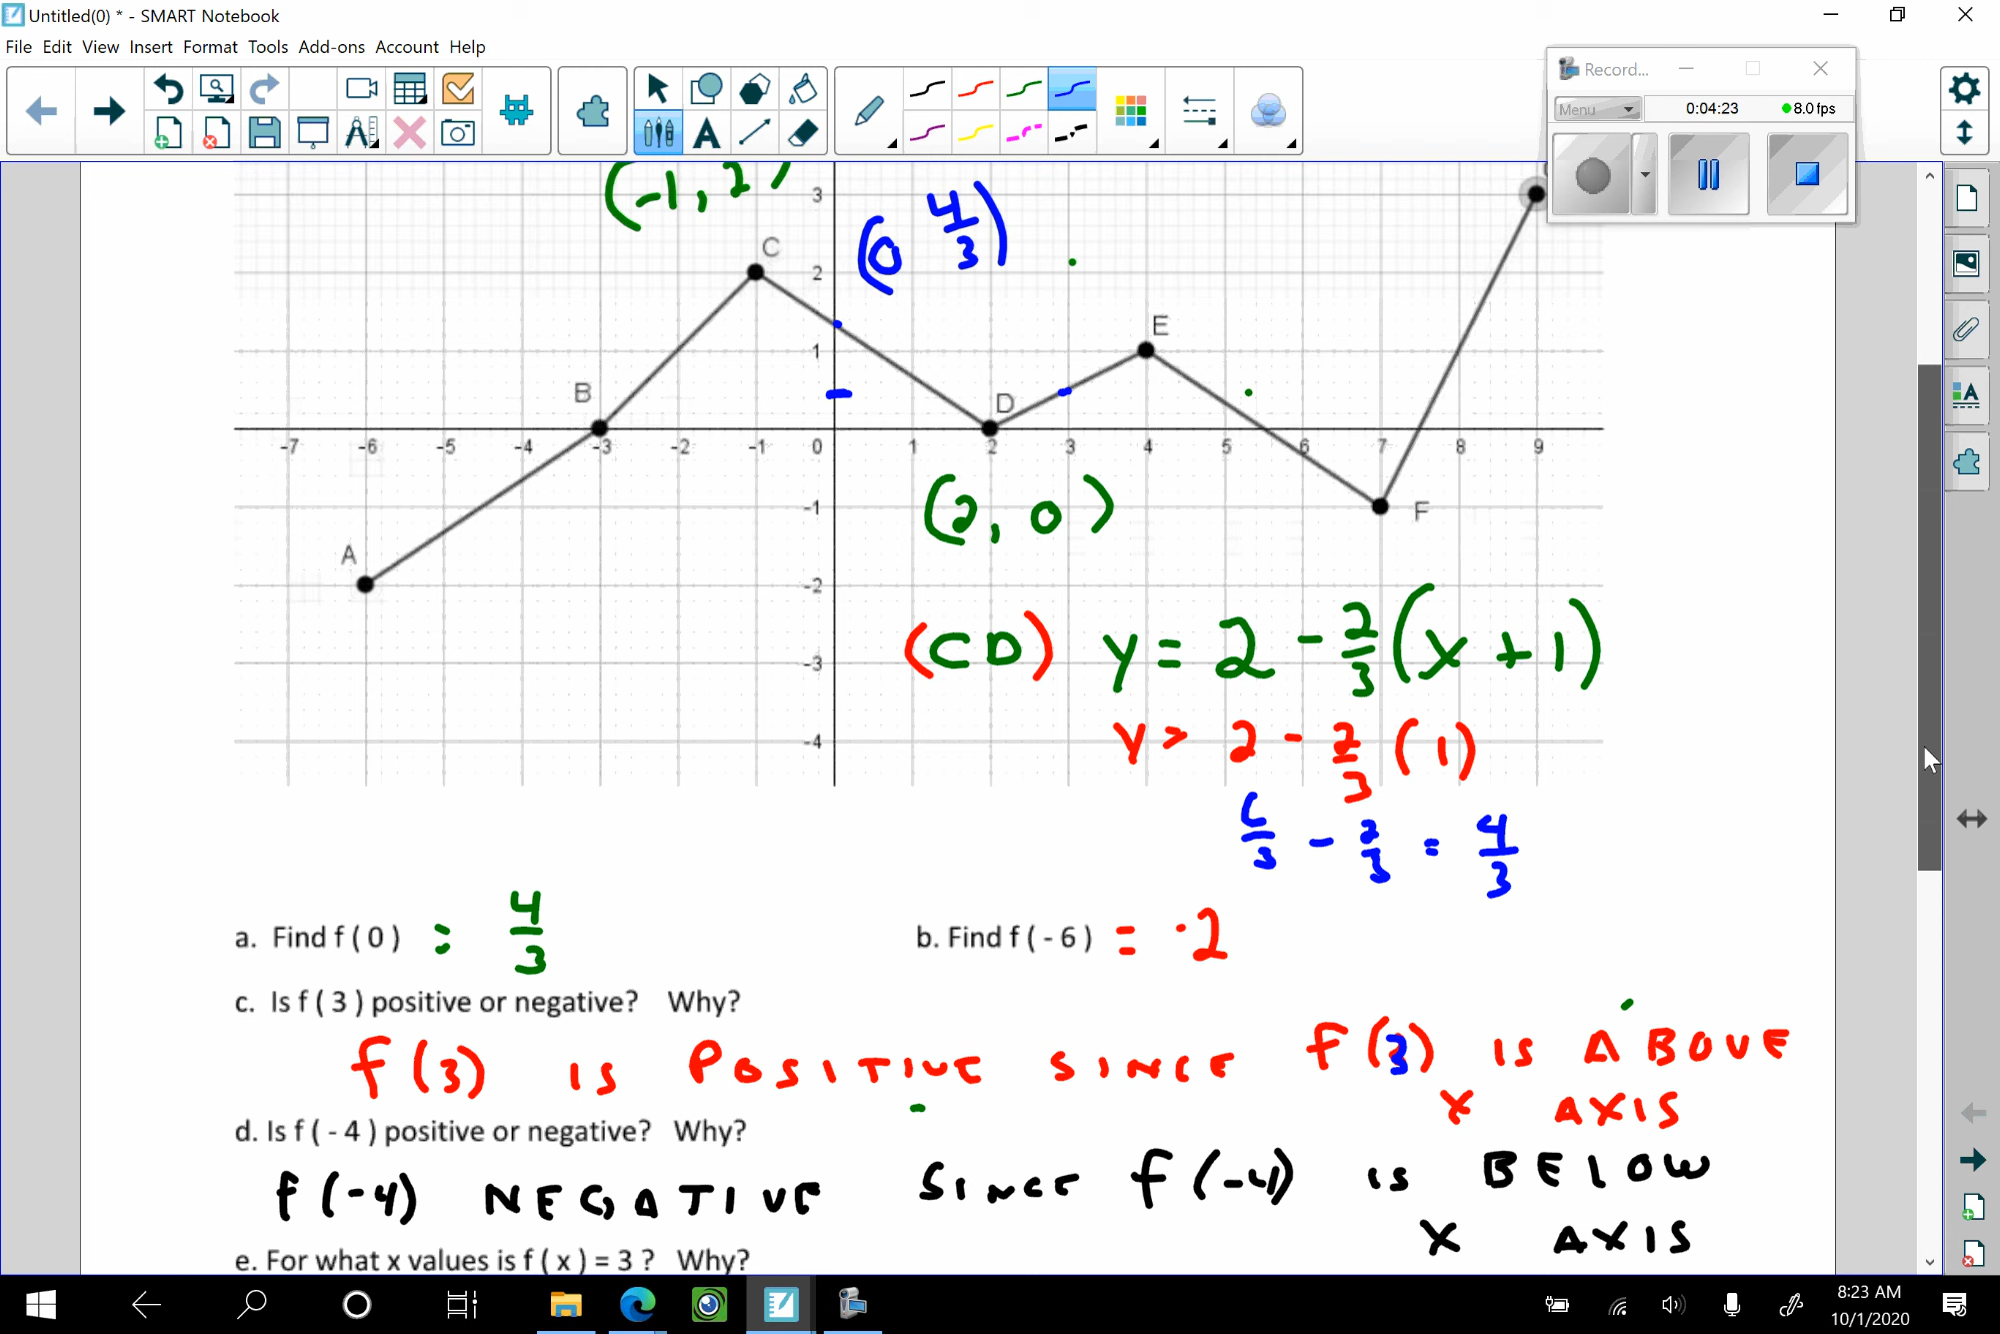 Untitled(0) * - SMART Notebook
File Edit View Insert Format Tools Add-ons Account Help
Record...
Menu 0:04:23 8.0 fps
A
(-1, 2)
3
(0 4/3)
C
2
E
1
B
D
-7 -6 -5 -4 -3 -2 -1 0 1 2 3 4 5 6 7 8 9
-1
(2, 0)
F
A
-2
(CD) y = 2 - 2/3 (x + 1)
-3
y = 2 - 2/3 (1)
-4
6/3 - 2/3 = 4/3
a. Find f ( 0 ) = 4/3
b. Find f ( - 6 ) = -2
c. Is f ( 3 ) positive or negative? Why?
f (3) IS POSITIVE SINCE f (3) IS ABOVE
X AXIS
d. Is f ( - 4 ) positive or negative? Why?
f (-4) NEGATIVE SINCE f (-4) IS BELOW
X AXIS
e. For what x values is f ( x ) = 3 ? Why?
8:23 AM
10/1/2020